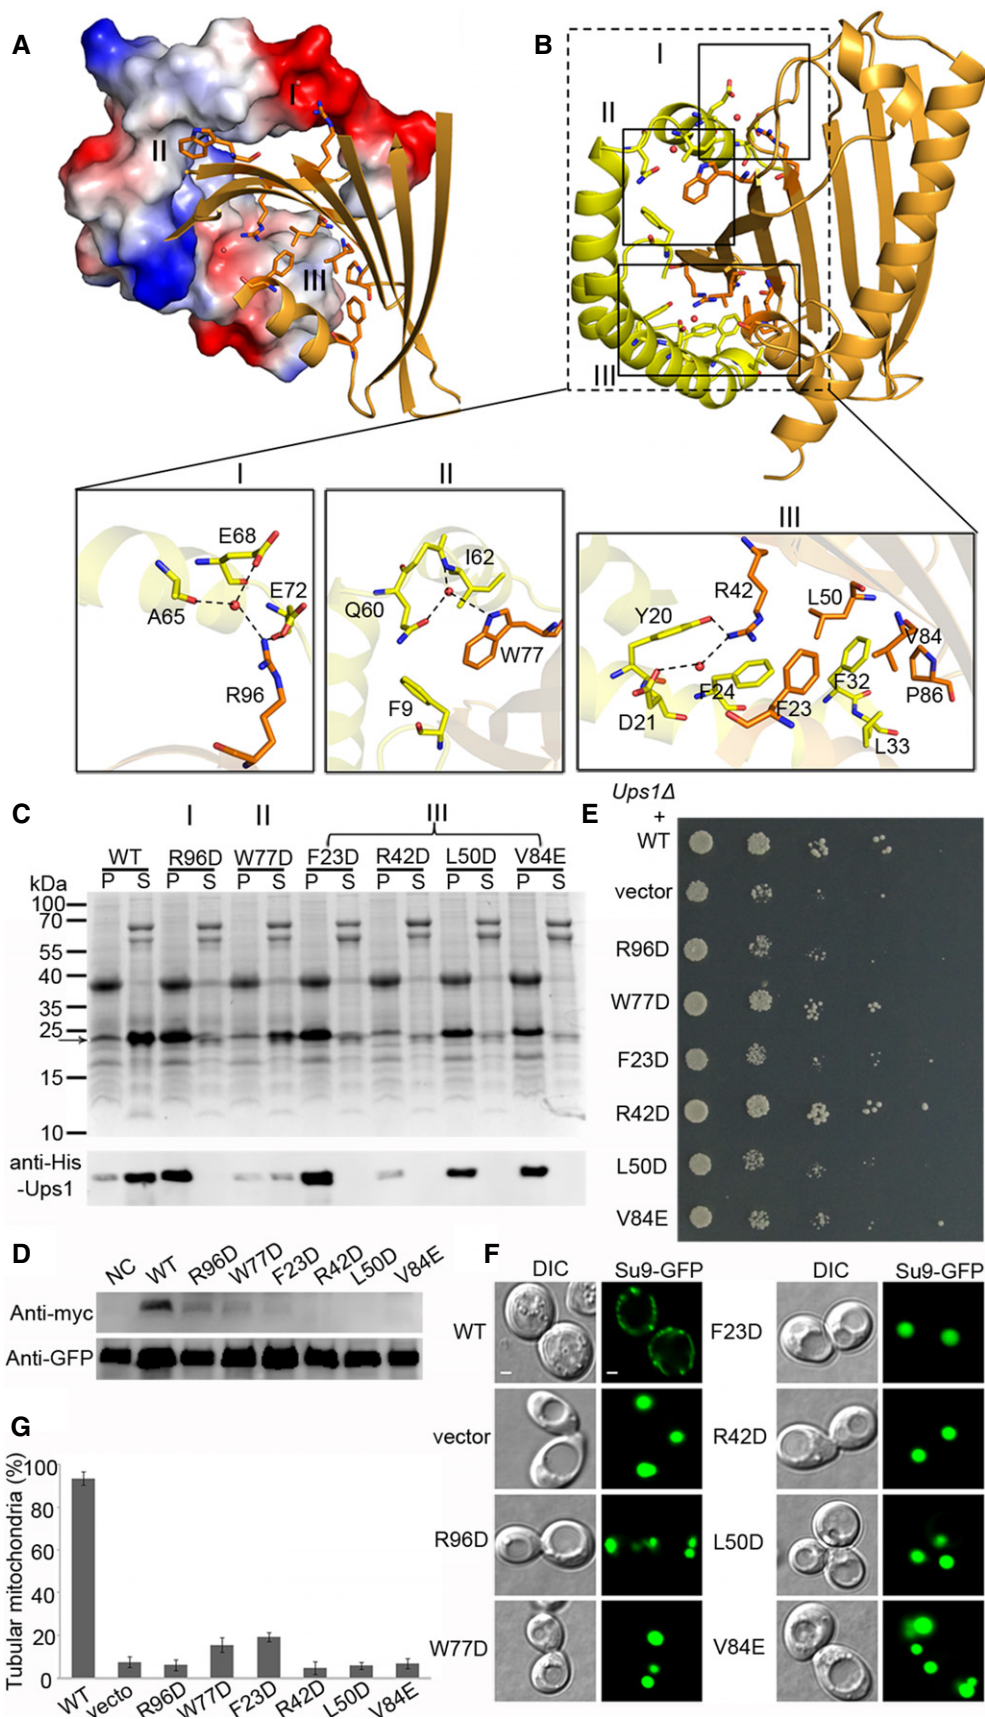 A
B
I
II
III
I
II
III
I
E68
E72
A65
R96
II
I62
Q60
W77
F9
III
R42
L50
Y20
V84
F24
F32
P86
D21
F23
L33
C
I
II
III
WT R96D W77D F23D R42D L50D V84E
kDa P S P S P S P S P S P S P S
100
70
55
40
35
25
15
10
anti-His
-Ups1
D
NC WT R96D W77D F23D R42D L50D V84E
Anti-myc
Anti-GFP
E
Ups1Δ
+
WT
vector
R96D
W77D
F23D
R42D
L50D
V84E
F
DIC Su9-GFP DIC Su9-GFP
WT
F23D
vector
R42D
R96D
L50D
W77D
V84E
G
Tubular mitochondria (%)
100
80
60
40
20
0
WT vecto R96D W77D F23D R42D L50D V84E